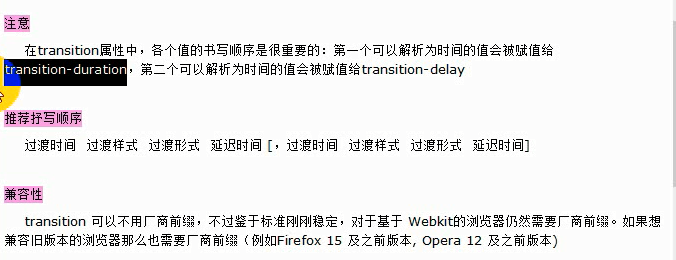 注意
在transition属性中，各个值的书写顺序是很重要的：第一个可以解析为时间的值会被赋值给
transition-duration，第二个可以解析为时间的值会被赋值给transition-delay
推荐抒写顺序
过渡时间 过渡样式 过渡形式 延迟时间 [，过渡时间 过渡样式 过渡形式 延迟时间]
兼容性
transition 可以不用厂商前缀，不过鉴于标准刚刚稳定，对于基于 Webkit的浏览器仍然需要厂商前缀。如果想
兼容旧版本的浏览器那么也需要厂商前缀（例如Firefox 15 及之前版本, Opera 12 及之前版本)